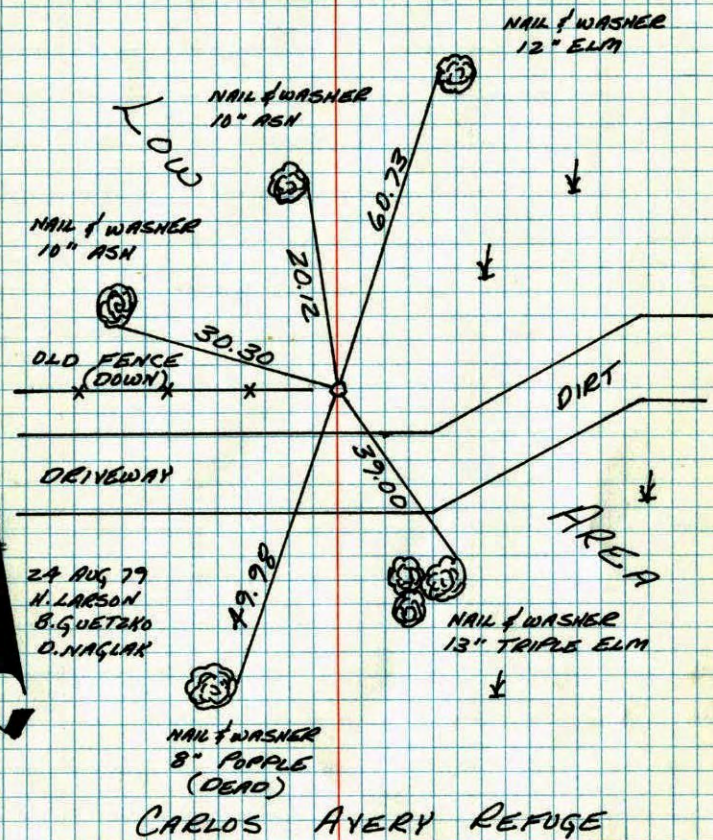 NAIL & WASHER
12" ELM
NAIL & WASHER
10" ASH
LOW
60.73
NAIL & WASHER
10" ASH
20.12
30.30
OLD FENCE
(DOWN)
DIRT
39.00
DRIVEWAY
AREA
24 AUG 79
H. LARSON
B. GUETZKO
D. NAGLAK
49.98
NAIL & WASHER
13" TRIPLE ELM
NAIL & WASHER
8" POPPLE
(DEAD)
CARLOS AVERY REFUGE